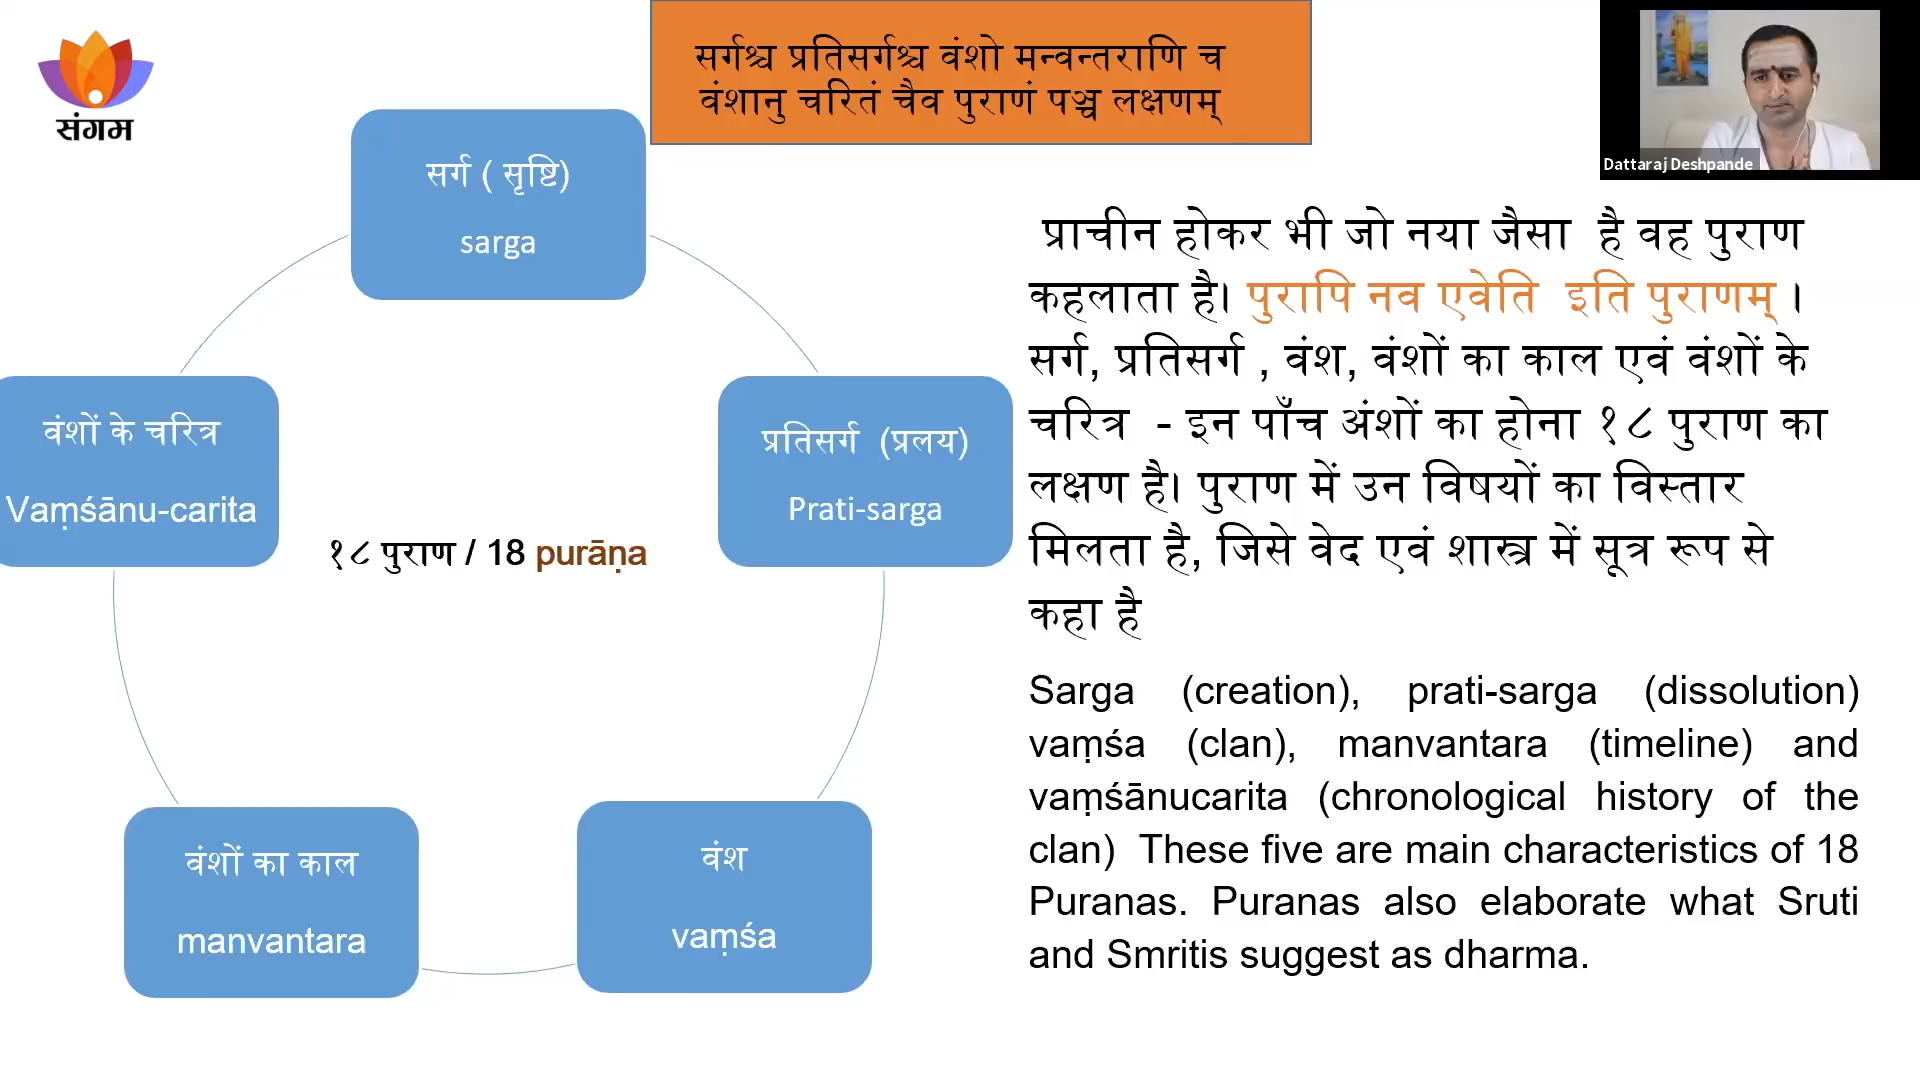 संगम
सर्गश्च प्रतिसर्गश्च वंशो मन्वन्तराणि च
वंशानु चरितं चैव पुराणं पञ्च लक्षणम्
Dattaraj Deshpande
सर्ग ( सृष्टि)
sarga
प्रतिसर्ग (प्रलय)
Prati-sarga
वंश
vaṃśa
वंशों का काल
manvantara
वंशों के चरित्र
Vaṃśānu-carita
१८ पुराण / 18 purāṇa
प्राचीन होकर भी जो नया जैसा है वह पुराण
कहलाता है। पुरापि नव एवेति इति पुराणम् ।
सर्ग, प्रतिसर्ग , वंश, वंशों का काल एवं वंशों के
चरित्र - इन पाँच अंशों का होना १८ पुराण का
लक्षण है। पुराण में उन विषयों का विस्तार
मिलता है, जिसे वेद एवं शास्त्र में सूत्र रूप से
कहा है
Sarga (creation), prati-sarga (dissolution)
vaṃśa (clan), manvantara (timeline) and
vaṃśānucarita (chronological history of the
clan) These five are main characteristics of 18
Puranas. Puranas also elaborate what Sruti
and Smritis suggest as dharma.